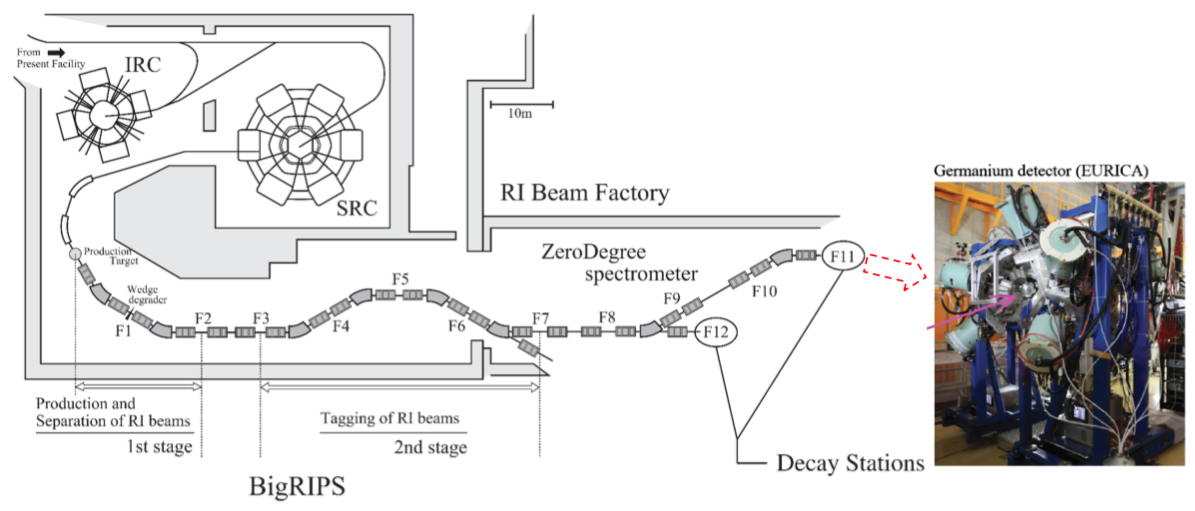 From
Present Facility
IRC
SRC
10m
RI Beam Factory
Germanium detector (EURICA)
Production
Target
Wedge
degrader
F1
F2
F3
F4
F5
F6
F7
F8
ZeroDegree
spectrometer
F9
F10
F11
F12
Production and
Separation of RI beams
1st stage
Tagging of RI beams
2nd stage
Decay Stations
BigRIPS